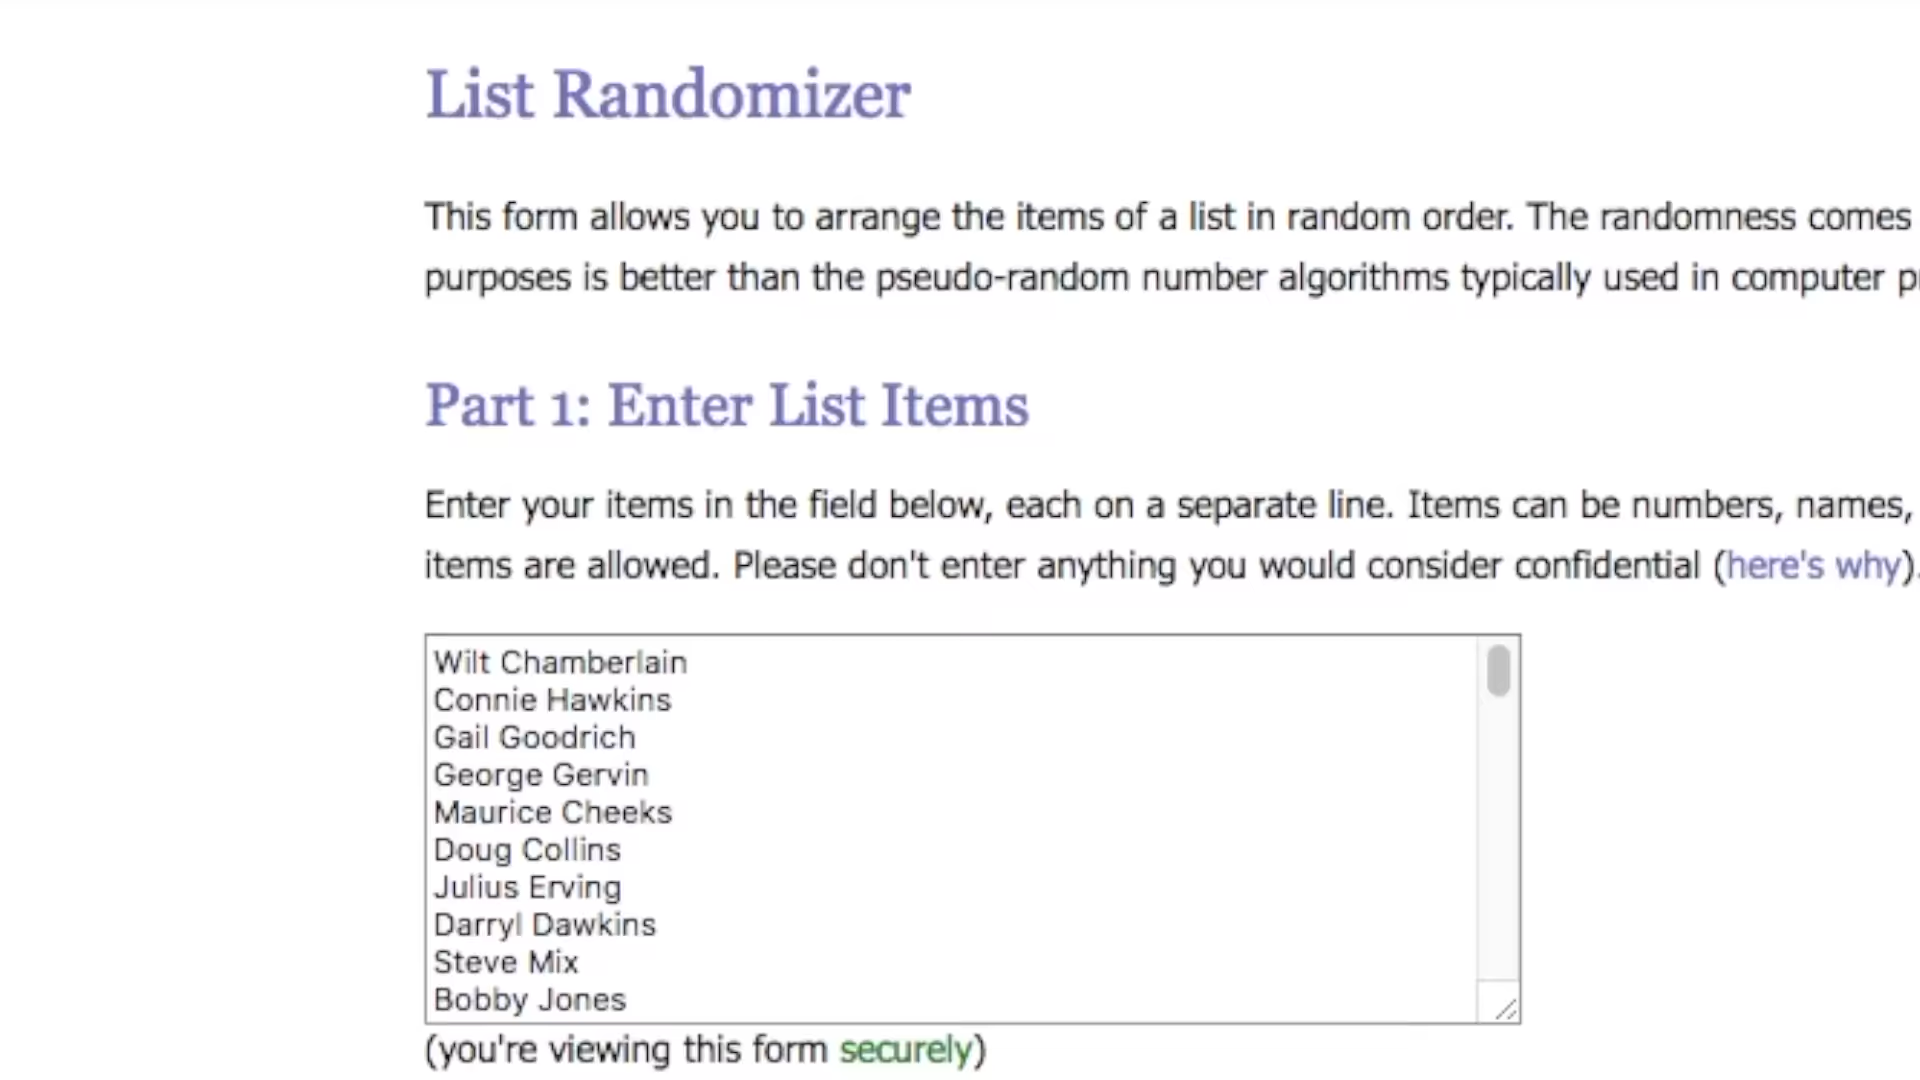 List Randomizer
This form allows you to arrange the items of a list in random order. The randomness comes
purposes is better than the pseudo-random number algorithms typically used in computer
Part 1: Enter List Items
Enter your items in the field below, each on a separate line. Items can be numbers, names,
items are allowed. Please don't enter anything you would consider confidential (here's why).
Wilt Chamberlain
Connie Hawkins
Gail Goodrich
George Gervin
Maurice Cheeks
Doug Collins
Julius Erving
Darryl Dawkins
Steve Mix
Bobby Jones
(you're viewing this form securely)